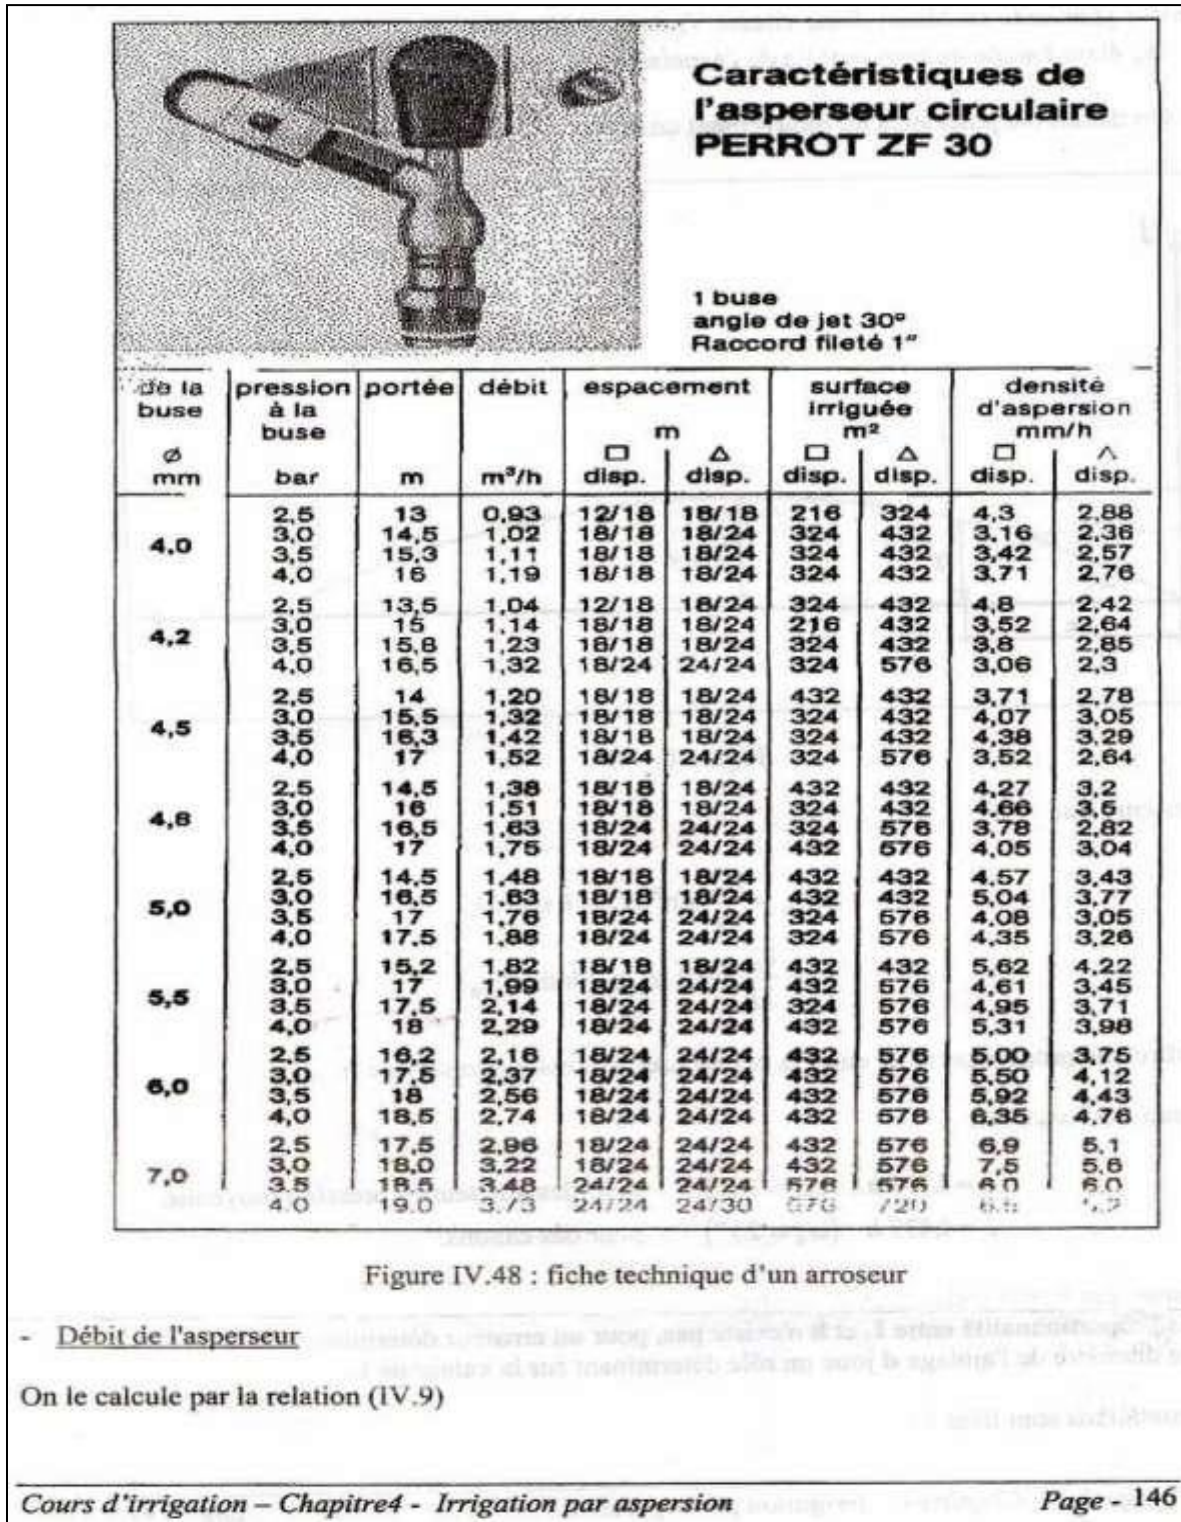 Caractéristiques de
l'asperseur circulaire
PERROT ZF 30
1 buse
angle de jet 30º
Raccord fileté 1"
de la pression portée débit espacement surface densité
buse à la irriguée d'aspersion
buse m m² mm/h
Ø □ △ □ △ □ △
mm bar m m³/h disp. disp. disp. disp. disp. disp.
2,5 13 0,93 12/18 18/18 216 324 4,3 2,88
3,0 14,5 1,02 18/18 18/24 324 432 3,16 2,36
4,0
3,5 15,3 1,11 18/18 18/24 324 432 3,42 2,57
4,0 16 1,19 18/18 18/24 324 432 3,71 2,76
2,5 13,5 1,04 12/18 18/24 324 432 4,8 2,42
3,0 15 1,14 18/18 18/24 216 432 3,52 2,64
4,2
3,5 15,8 1,23 18/18 18/24 324 432 3,8 2,85
4,0 16,5 1,32 18/24 24/24 324 576 3,06 2,3
2,5 14 1,20 18/18 18/24 432 432 3,71 2,78
3,0 15,5 1,32 18/18 18/24 324 432 4,07 3,05
4,5
3,5 16,3 1,42 18/18 18/24 324 432 4,38 3,29
4,0 17 1,52 18/24 24/24 324 576 3,52 2,64
2,5 14,5 1,38 18/18 18/24 432 432 4,27 3,2
3,0 16 1,51 18/18 18/24 324 432 4,66 3,5
4,8
3,5 16,5 1,63 18/24 24/24 324 576 3,78 2,82
4,0 17 1,75 18/24 24/24 432 576 4,05 3,04
2,5 14,5 1,48 18/18 18/24 432 432 4,57 3,43
3,0 16,5 1,63 18/18 18/24 432 432 5,04 3,77
5,0
3,5 17 1,76 18/24 24/24 324 576 4,08 3,05
4,0 17,5 1,88 18/24 24/24 324 576 4,35 3,26
2,5 15,2 1,82 18/18 18/24 432 432 5,62 4,22
3,0 17 1,99 18/24 24/24 432 576 4,61 3,45
5,5
3,5 17,5 2,14 18/24 24/24 324 576 4,95 3,71
4,0 18 2,29 18/24 24/24 432 576 5,31 3,98
2,5 16,2 2,16 18/24 24/24 432 576 5,00 3,75
3,0 17,5 2,37 18/24 24/24 432 576 5,50 4,12
6,0
3,5 18 2,56 18/24 24/24 432 576 5,92 4,43
4,0 18,5 2,74 18/24 24/24 432 576 6,35 4,76
2,5 17,5 2,96 18/24 24/24 432 576 6,9 5,1
3,0 18,0 3,22 18/24 24/24 432 576 7,5 5,6
7,0
3,5 18,5 3,48 24/24 24/24 576 576 6,0 6,0
4,0 19,0 3,73 24/24 24/30 576 720
Figure IV.48 : fiche technique d'un arroseur
- Débit de l'asperseur
On le calcule par la relation (IV.9)
Cours d'irrigation – Chapitre4 - Irrigation par aspersion Page - 146